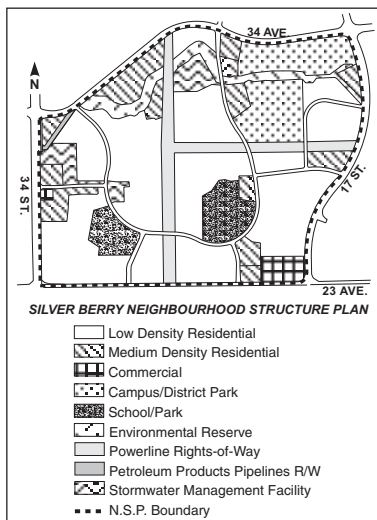 34 AVE.
N
34 ST.
17 ST.
23 AVE.
SILVER BERRY NEIGHBOURHOOD STRUCTURE PLAN
Low Density Residential
Medium Density Residential
Commercial
Campus/District Park
School/Park
Environmental Reserve
Powerline Rights-of-Way
Petroleum Products Pipelines R/W
Stormwater Management Facility
N.S.P. Boundary